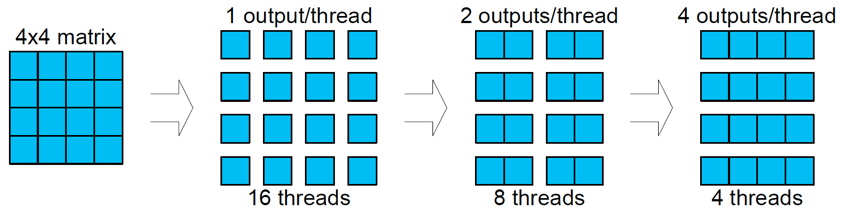 4x4 matrix
1 output/thread
16 threads
2 outputs/thread
8 threads
4 outputs/thread
4 threads